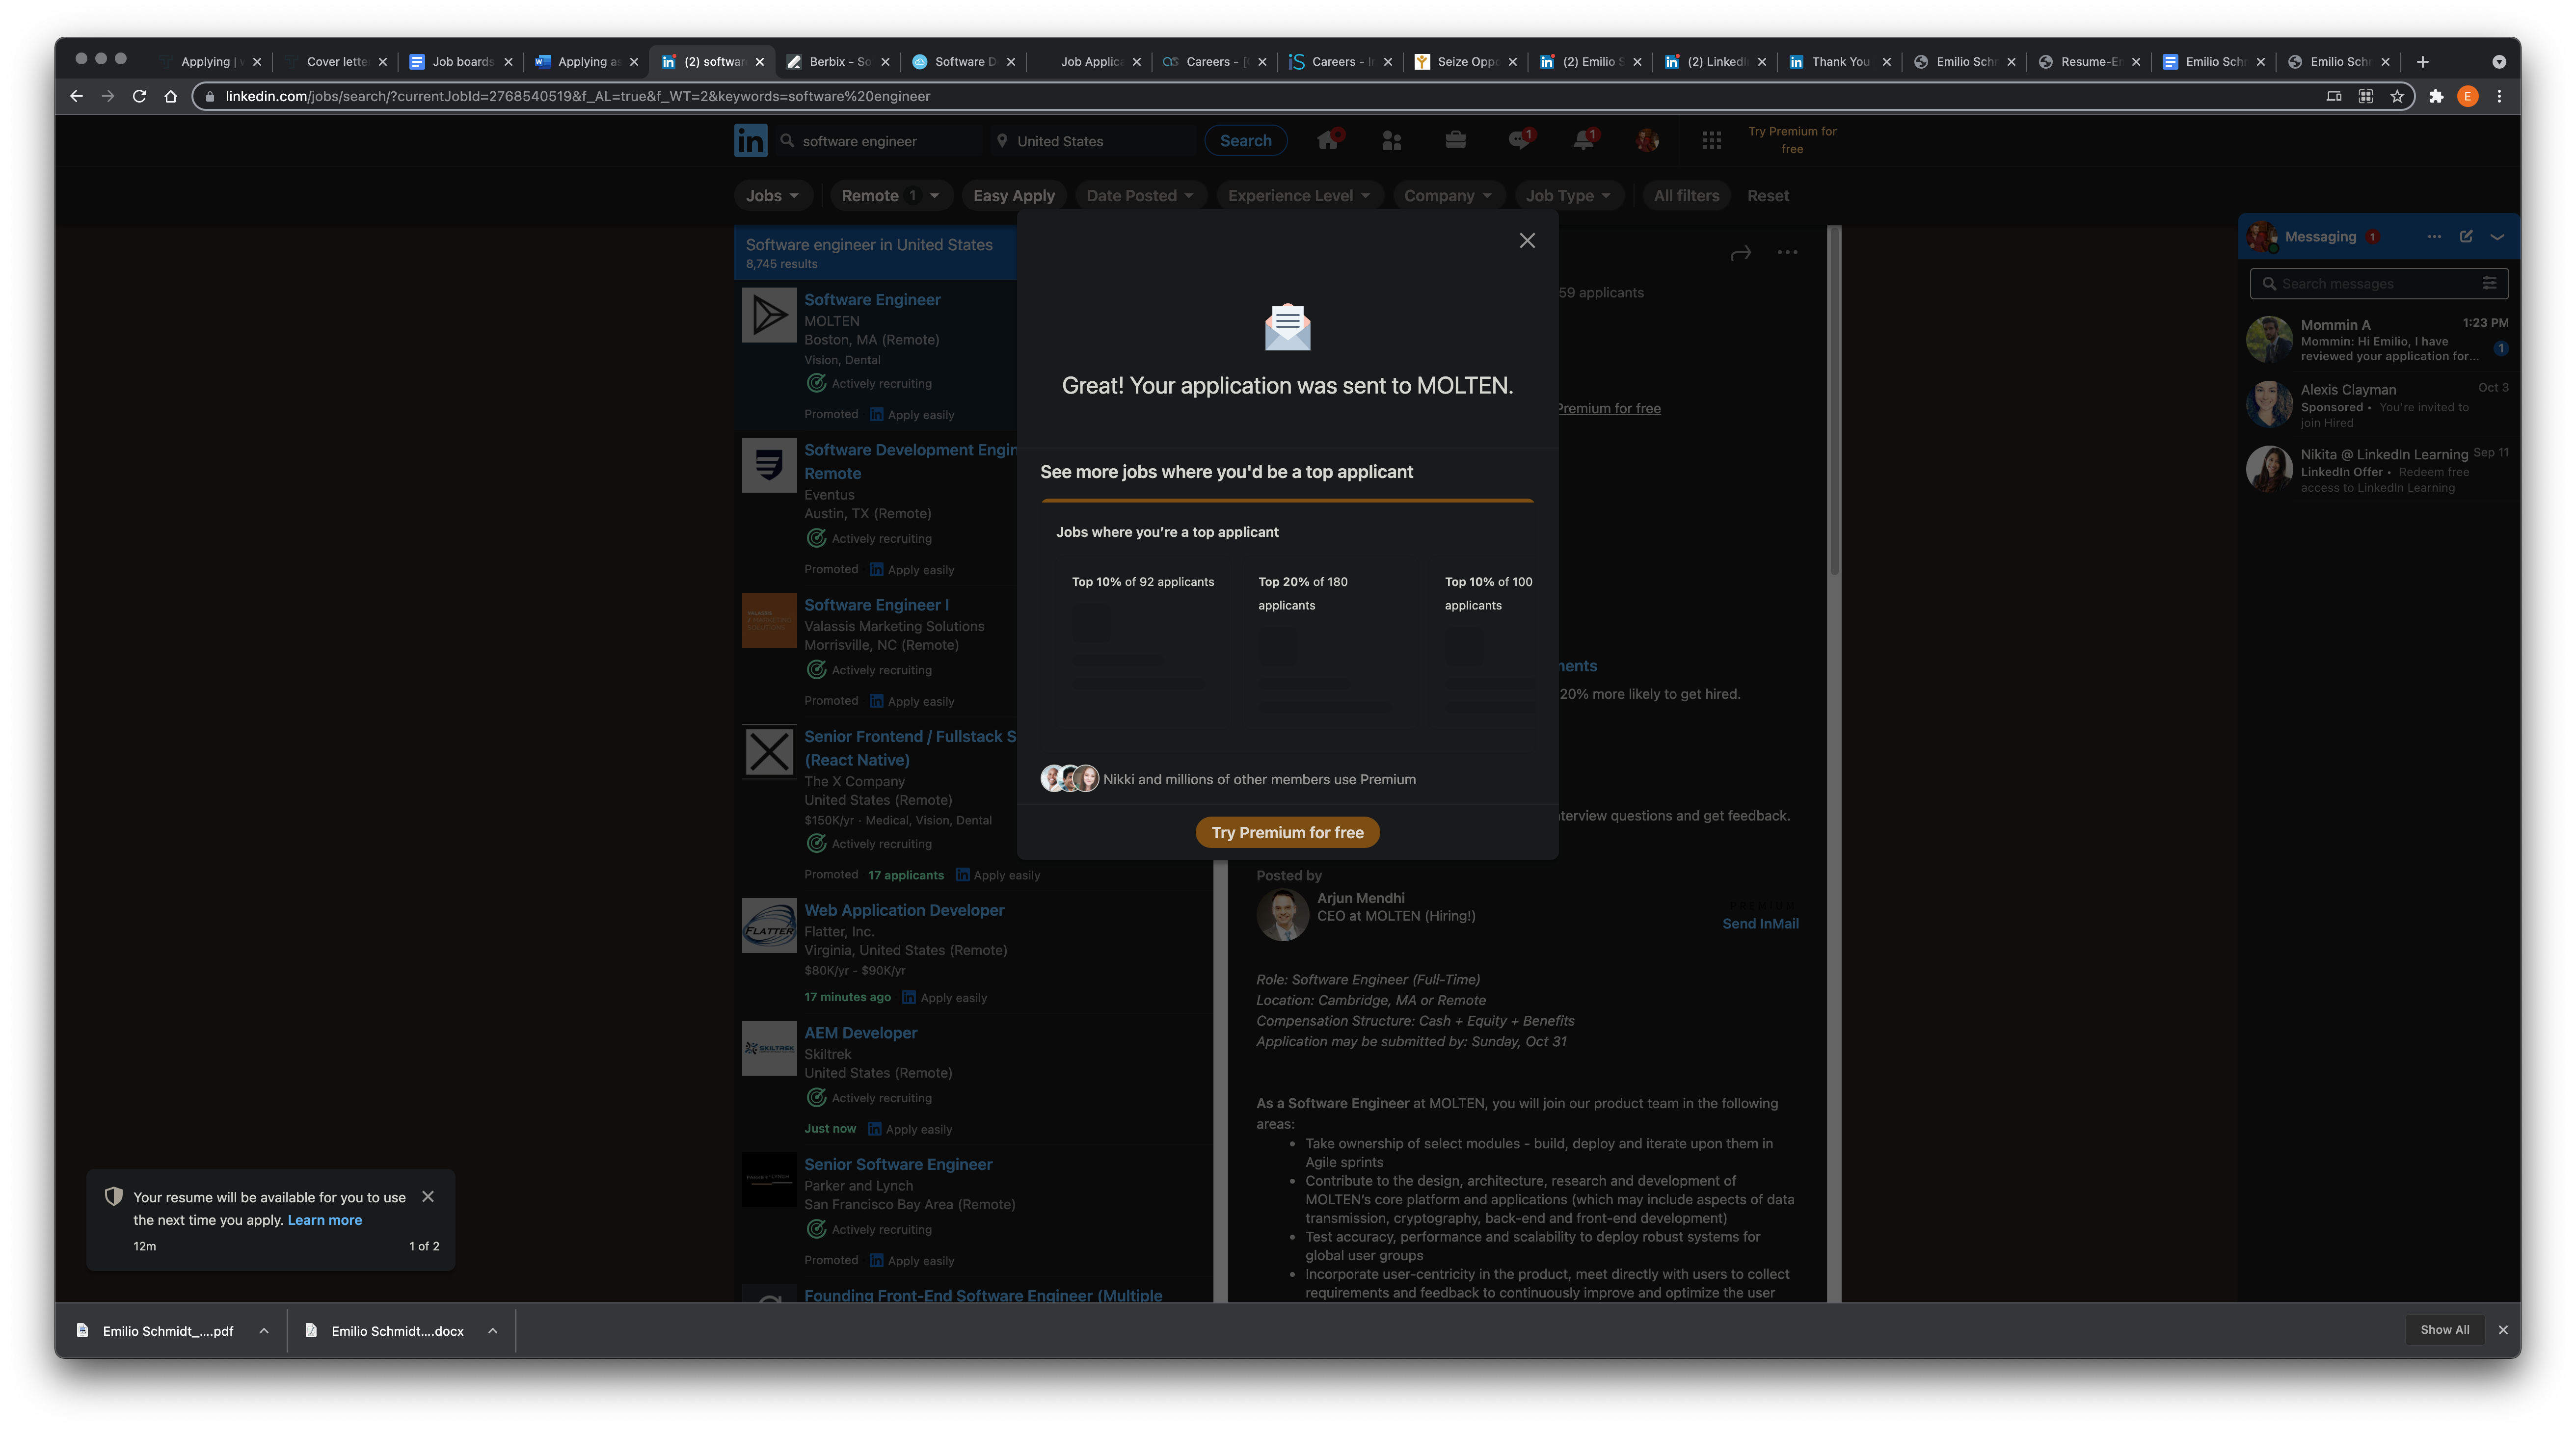 Applying |
Cover lette
Job boards
Applying as
(2) softwar
Berbix - So
Software D
Job Applica
Careers - [
Careers - I
Seize Oppo
(2) Emilio S
(2) LinkedI
Thank You
Emilio Schr
Resume-Er
Emilio Schr
Emilio Schr
linkedin.com/jobs/search/?currentJobId=2768540519&f_AL=true&f_WT=2&keywords=software%20engineer
E
in
software engineer
United States
Search
1
1
Try Premium for
free
Jobs
Remote 1
Easy Apply
Date Posted
Experience Level
Company
Job Type
All filters
Reset
Software engineer in United States
8,745 results
Software Engineer
MOLTEN
Boston, MA (Remote)
Vision, Dental
Actively recruiting
Promoted in Apply easily
Software Development Engin
Remote
Eventus
Austin, TX (Remote)
Actively recruiting
Promoted in Apply easily
VALASSIS
Software Engineer I
Valassis Marketing Solutions
Morrisville, NC (Remote)
Actively recruiting
Promoted in Apply easily
Senior Frontend / Fullstack S
(React Native)
The X Company
United States (Remote)
$150K/yr · Medical, Vision, Dental
Actively recruiting
Promoted 17 applicants in Apply easily
FLATTER
Web Application Developer
Flatter, Inc.
Virginia, United States (Remote)
$80K/yr - $90K/yr
17 minutes ago in Apply easily
SKILTREK
AEM Developer
Skiltrek
United States (Remote)
Actively recruiting
Just now in Apply easily
Senior Software Engineer
Parker and Lynch
San Francisco Bay Area (Remote)
Actively recruiting
Promoted in Apply easily
Founding Front-End Software Engineer (Multiple
Great! Your application was sent to MOLTEN.
See more jobs where you'd be a top applicant
Jobs where you're a top applicant
Top 10% of 92 applicants
Top 20% of 180
applicants
Top 10% of 100
applicants
Nikki and millions of other members use Premium
Try Premium for free
59 applicants
Premium for free
ments
20% more likely to get hired.
terview questions and get feedback.
Posted by
Arjun Mendhi
CEO at MOLTEN (Hiring!)
PREMIUM
Send InMail
Role: Software Engineer (Full-Time)
Location: Cambridge, MA or Remote
Compensation Structure: Cash + Equity + Benefits
Application may be submitted by: Sunday, Oct 31
As a Software Engineer at MOLTEN, you will join our product team in the following
areas:
• Take ownership of select modules - build, deploy and iterate upon them in
Agile sprints
• Contribute to the design, architecture, research and development of
MOLTEN's core platform and applications (which may include aspects of data
transmission, cryptography, back-end and front-end development)
• Test accuracy, performance and scalability to deploy robust systems for
global user groups
• Incorporate user-centricity in the product, meet directly with users to collect
requirements and feedback to continuously improve and optimize the user
Messaging 1
Search messages
Mommin A 1:23 PM
Mommin: Hi Emilio, I have
reviewed your application for... 1
Alexis Clayman Oct 3
Sponsored • You're invited to
join Hired
Nikita @ LinkedIn Learning Sep 11
LinkedIn Offer • Redeem free
access to LinkedIn Learning
Your resume will be available for you to use
the next time you apply. Learn more
12m 1 of 2
Emilio Schmidt_....pdf
Emilio Schmidt....docx
Show All